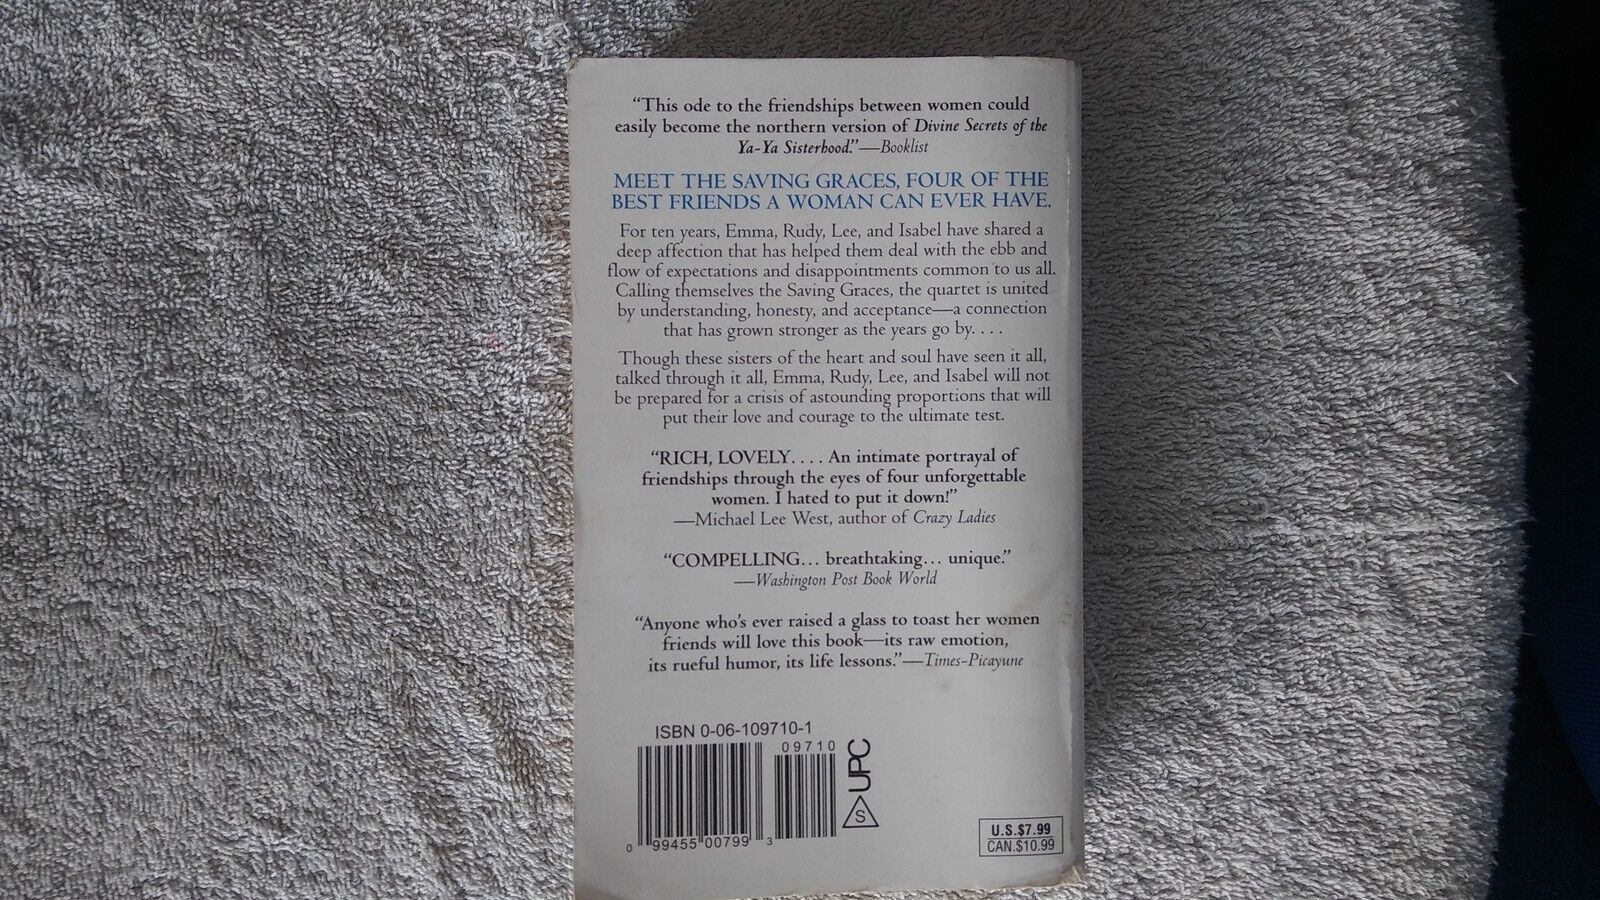 “This ode to the friendships between women could
easily become the northern version of Divine Secrets of the
Ya-Ya Sisterhood.”—Booklist
MEET THE SAVING GRACES, FOUR OF THE
BEST FRIENDS A WOMAN CAN EVER HAVE.
For ten years, Emma, Rudy, Lee, and Isabel have shared a
deep affection that has helped them deal with the ebb and
flow of expectations and disappointments common to us all.
Calling themselves the Saving Graces, the quartet is united
by understanding, honesty, and acceptance—a connection
that has grown stronger as the years go by. . . .
Though these sisters of the heart and soul have seen it all,
talked through it all, Emma, Rudy, Lee, and Isabel will not
be prepared for a crisis of astounding proportions that will
put their love and courage to the ultimate test.
“RICH, LOVELY. . . . An intimate portrayal of
friendships through the eyes of four unforgettable
women. I hated to put it down!”
—Michael Lee West, author of Crazy Ladies
“COMPELLING... breathtaking... unique.”
—Washington Post Book World
“Anyone who’s ever raised a glass to toast her women
friends will love this book—its raw emotion,
its rueful humor, its life lessons.”—Times-Picayune
ISBN 0-06-109710-1
09710
0 99455 00799 3
UPC
S
U.S.$7.99
CAN.$10.99